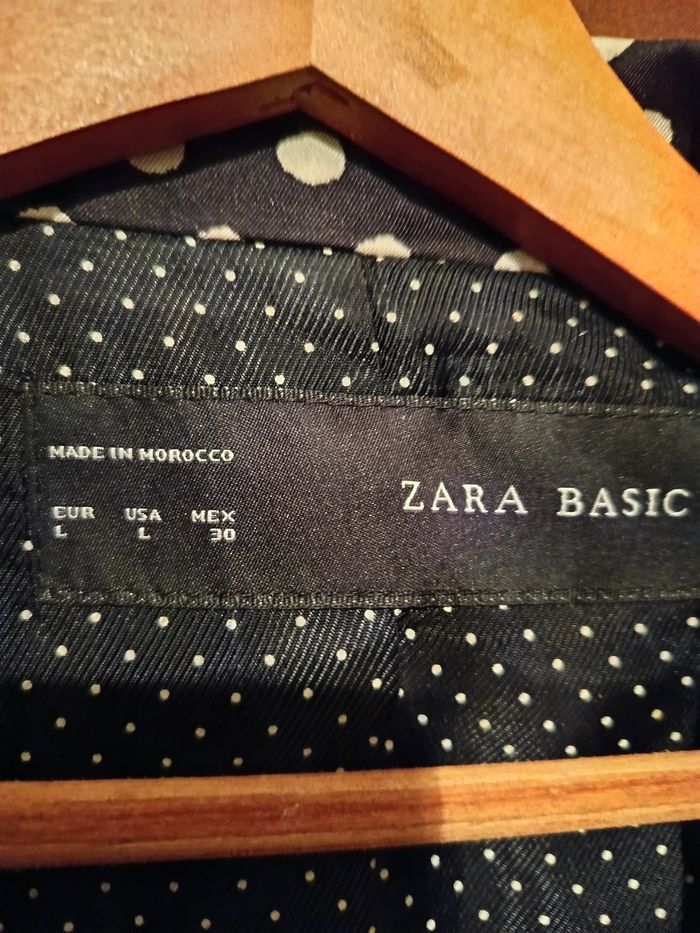 MADE IN MOROCCO
EUR USA MEX
L L 30
ZARA BASIC